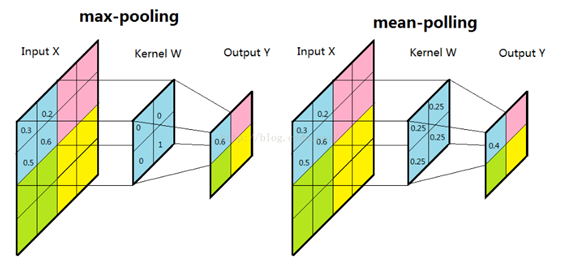 max-pooling
Input X
Kernel W
Output Y
0.2
0.3
0.6
0.5
0
0
1
0
0.6
mean-polling
Input X
Kernel W
Output Y
0.2
0.3
0.6
0.5
0.25
0.25
0.25
0.25
0.4